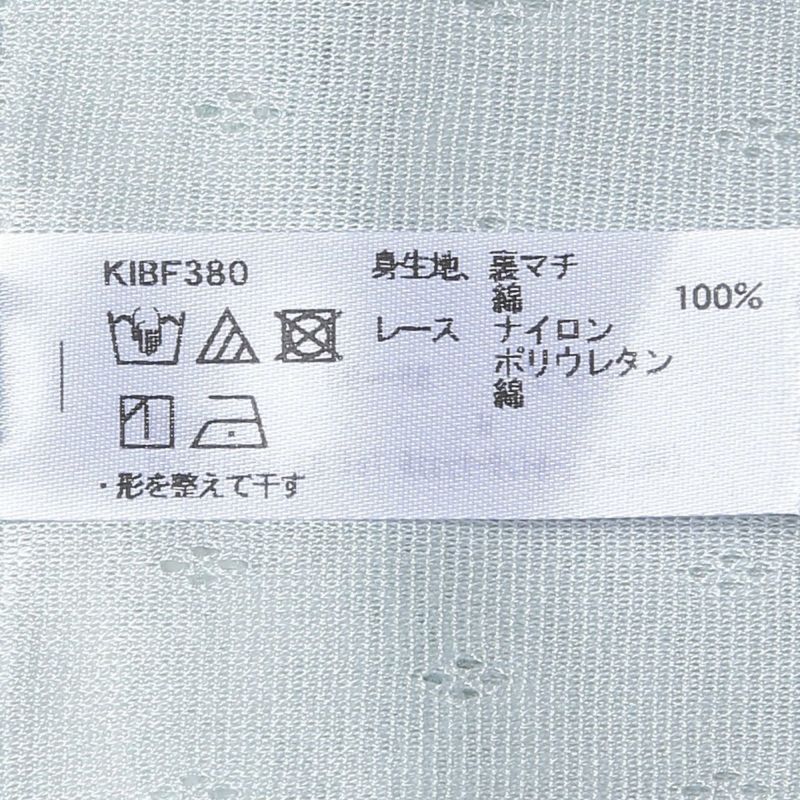 KIBF380
・形を整えて干す
身生地、裏マチ
綿 100%
レース ナイロン
ポリウレタン
綿